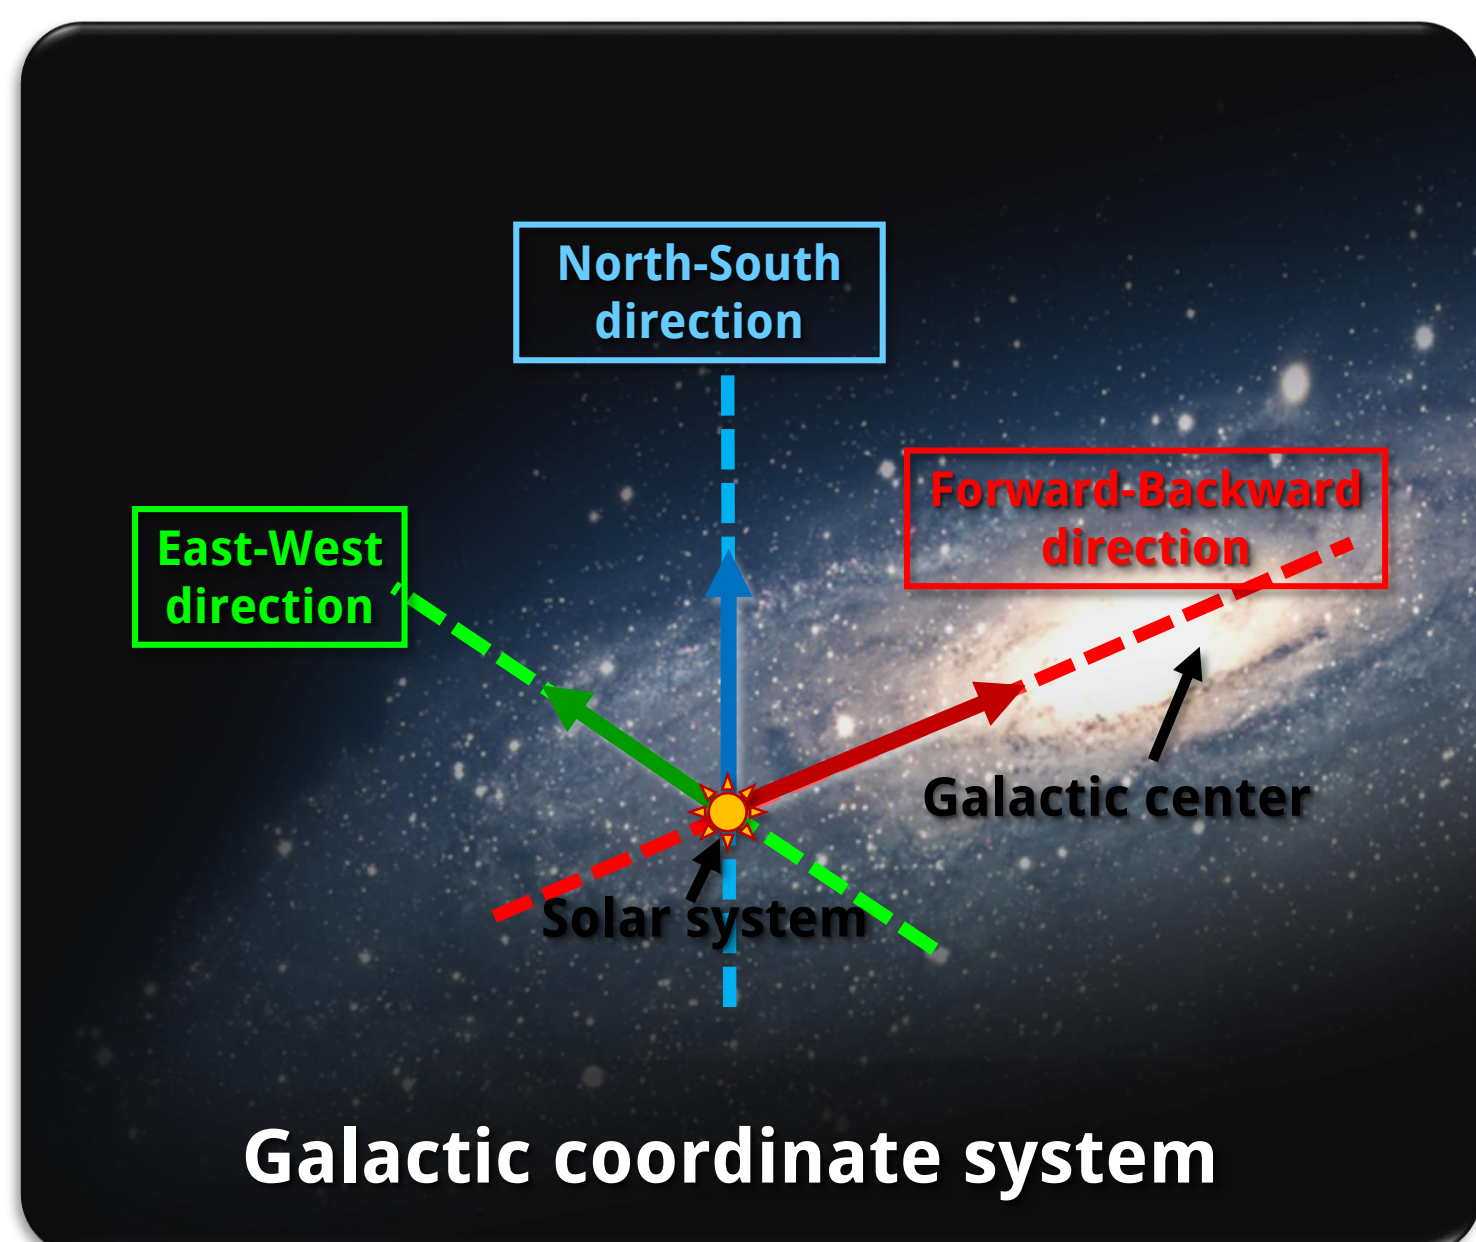 North-South
direction
Forward-Backward
direction
East-West
direction
Galactic center
Solar system
Galactic coordinate system